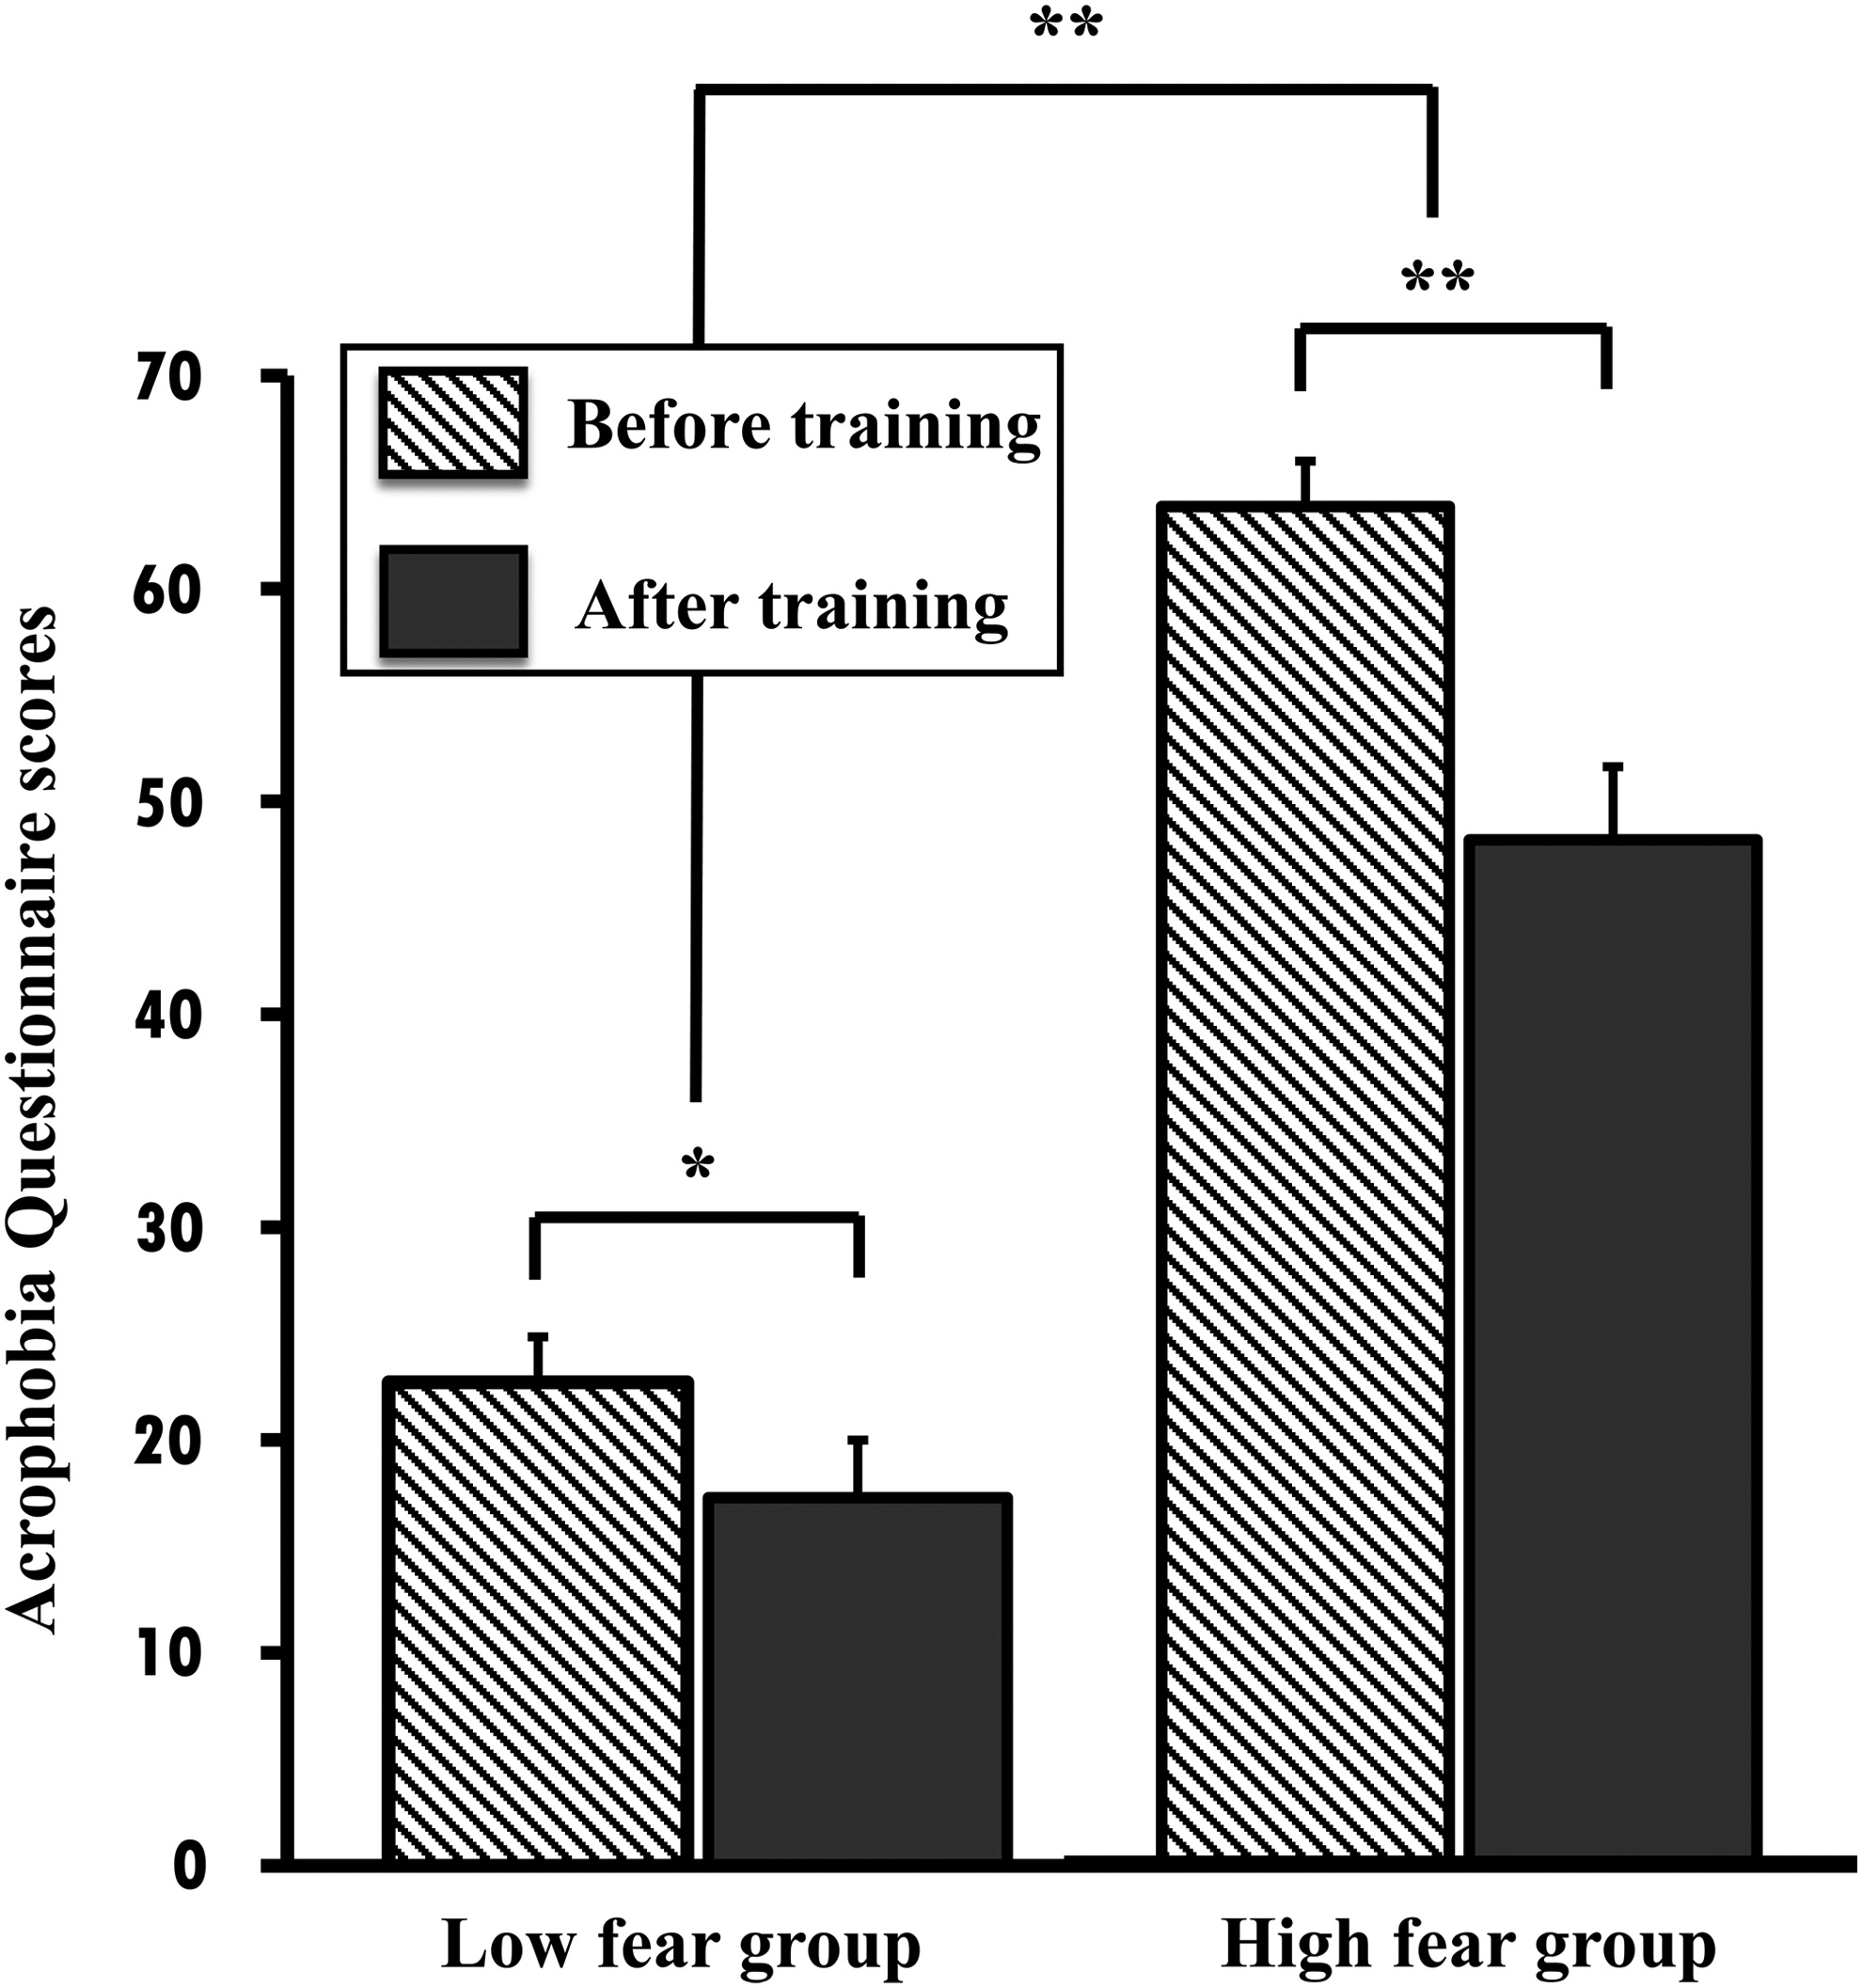 **
**
Before training
After training
*
Acrophobia Questionnaire scores
70
60
50
40
30
20
10
0
Low fear group
High fear group